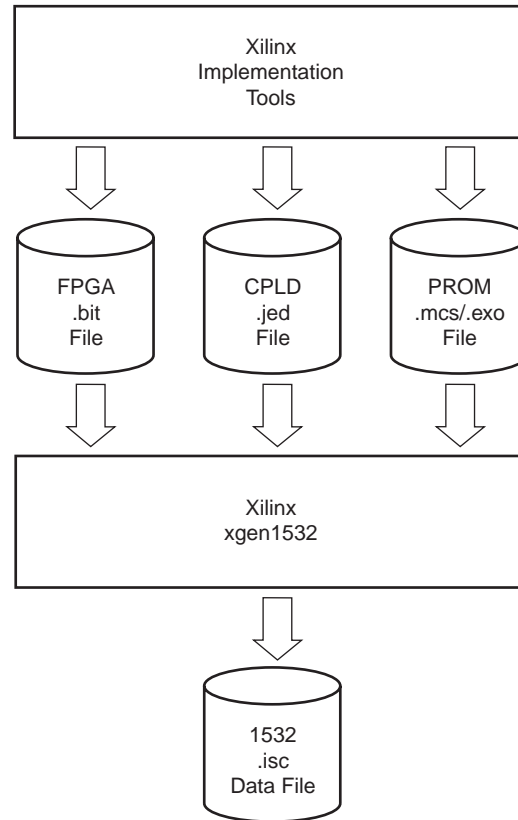 Xilinx
Implementation
Tools
FPGA
.bit
File
CPLD
.jed
File
PROM
.mcs/.exo
File
Xilinx
xgen1532
1532
.isc
Data File